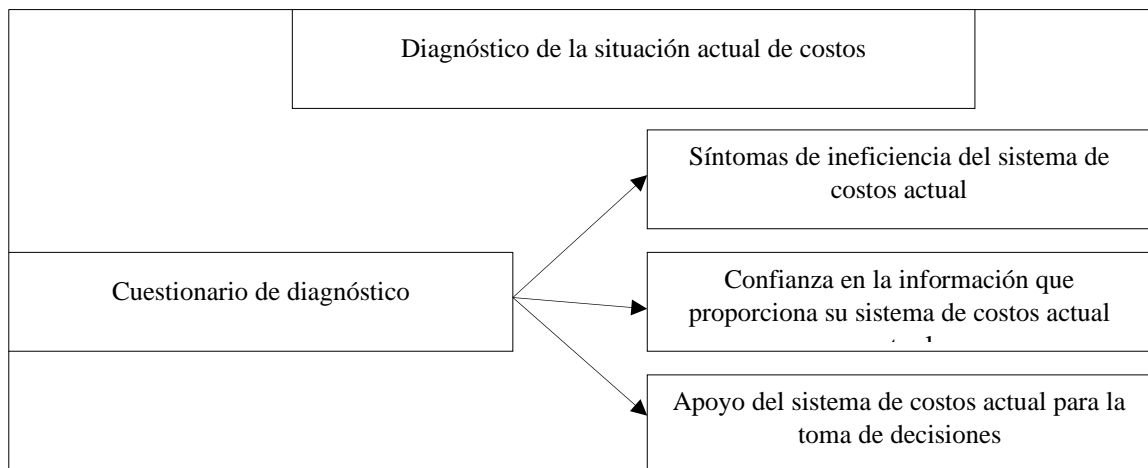 Diagnóstico de la situación actual de costos
Síntomas de ineficiencia del sistema de
costos actual
Cuestionario de diagnóstico
Confianza en la información que
proporciona su sistema de costos actual
Apoyo del sistema de costos actual para la
toma de decisiones